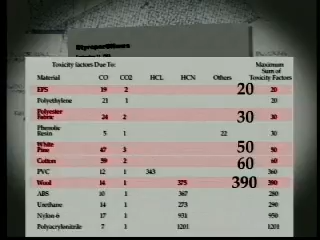 Toxicity Factors Due To:
Material CO CO2 HCL HCN Others Maximum Sum of Toxicity Factors
EPS 19 2 20 20
Polyethylene 21 1 20
Polyester Fabric 24 2 30 30
Phenolic Resin 5 1 22 30
White Pine 47 3 50 50
Cotton 59 2 60 60
PVC 12 1 343 360
Wool 14 1 375 390 390
ABS 10 1 367 280
Urethane 14 1 273 290
Nylon-6 17 1 931 950
Polyacrylonitrile 7 1 1201 1201